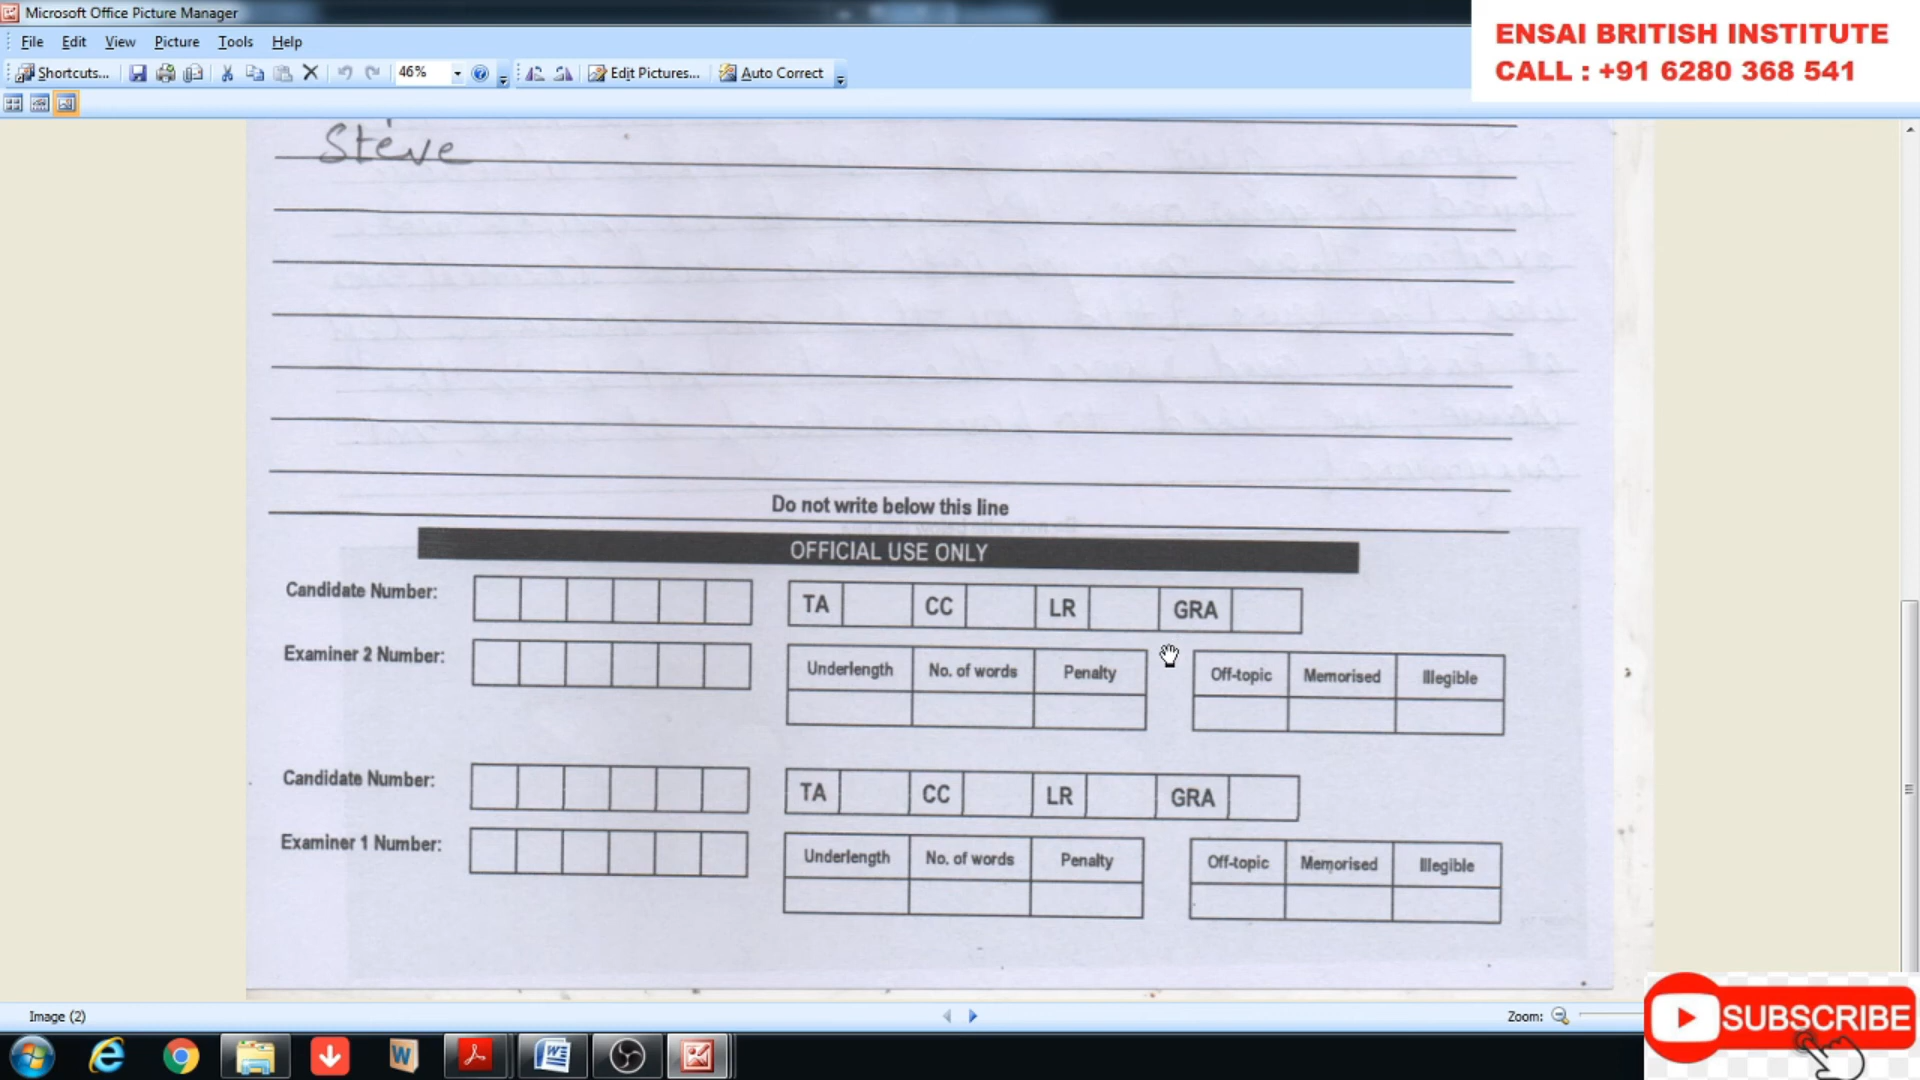 Microsoft Office Picture Manager
File Edit View Picture Tools Help
Shortcuts... 46% Edit Pictures... Auto Correct
ENSAI BRITISH INSTITUTE
CALL : +91 6280 368 541
Steve
Do not write below this line
OFFICIAL USE ONLY
Candidate Number: TA CC LR GRA
Examiner 2 Number: Underlength No. of words Penalty Off-topic Memorised Illegible
Candidate Number: TA CC LR GRA
Examiner 1 Number: Underlength No. of words Penalty Off-topic Memorised Illegible
Image (2) Zoom:
SUBSCRIBE